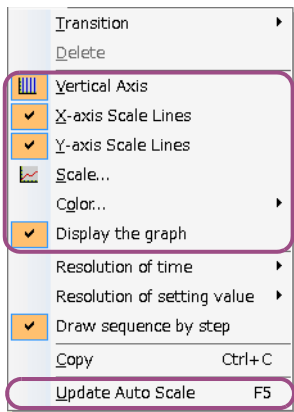 Transition
Delete
Vertical Axis
X-axis Scale Lines
Y-axis Scale Lines
Scale...
Color...
Display the graph
Resolution of time
Resolution of setting value
Draw sequence by step
Copy Ctrl+C
Update Auto Scale F5